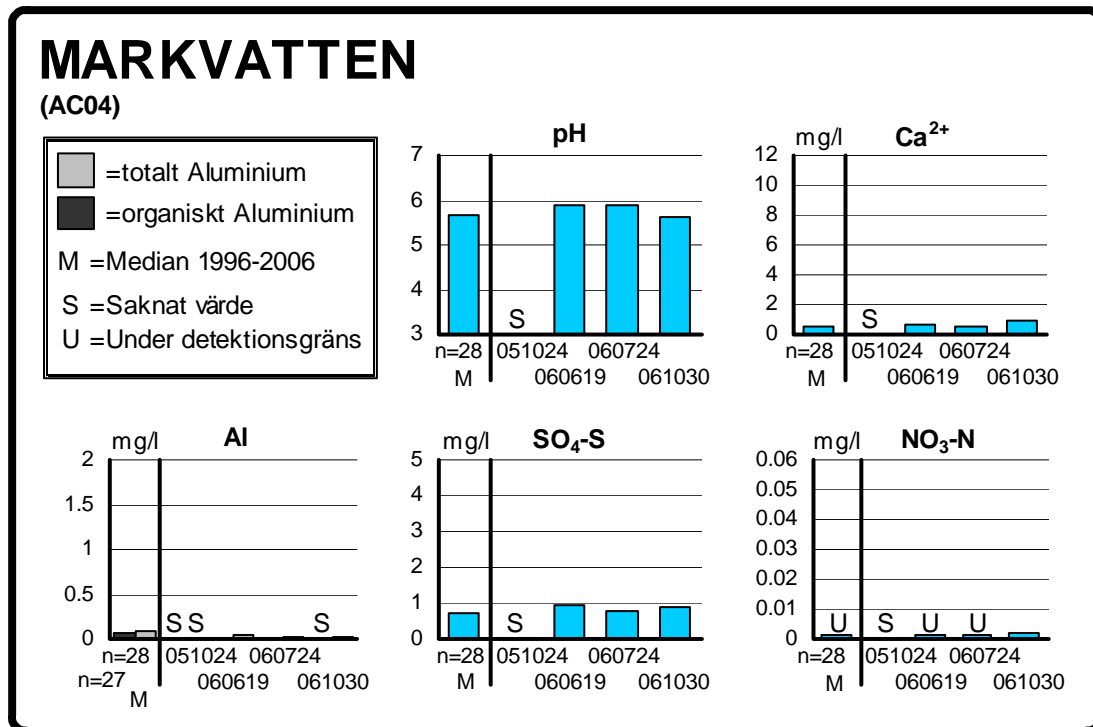 MARKVATTEN
(AC04)
=totalt Aluminium
=organiskt Aluminium
M =Median 1996-2006
S =Saknat värde
U =Under detektionsgräns
pH
7
6
5
4
3
S
n=28 051024 060724
M 060619 061030
mg/l Ca²⁺
12
10
8
6
4
2
0
S
n=28 051024 060724
M 060619 061030
mg/l Al
2
1.5
1
0.5
0
S S S
n=28 051024 060724
n=27 M 060619 061030
mg/l SO₄-S
5
4
3
2
1
0
S
n=28 051024 060724
M 060619 061030
mg/l NO₃-N
0.06
0.05
0.04
0.03
0.02
0.01
0
U S U U
n=28 051024 060724
M 060619 061030